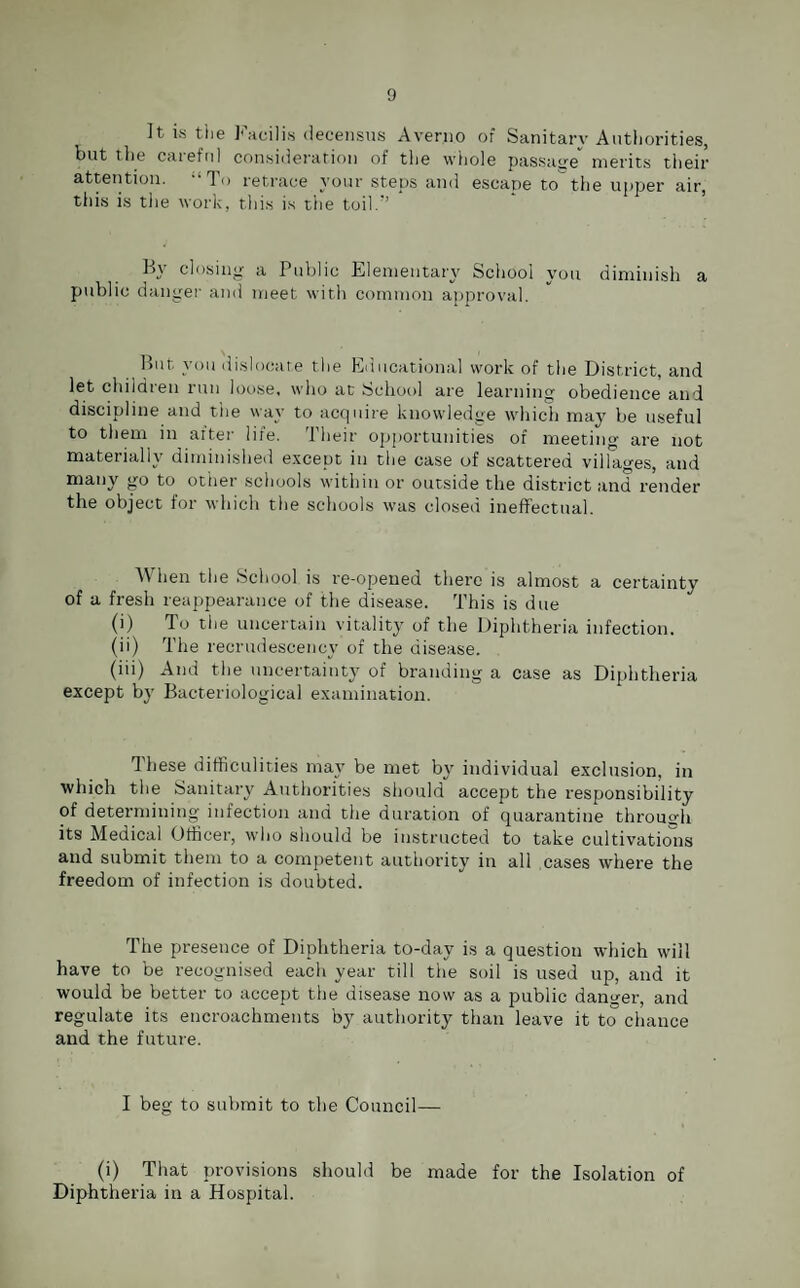 9
It is the Facilis decensus Averno of Sanitary Authorities,
but the careful consideration of the whole passage merits their
attention. “To retrace your steps and escape to the upper air,
this is the work, this is the toil.”
By closing a Public Elementary School you diminish a
public danger and meet with common approval.
But you dislocate the Educational work of the District, and
let children run loose, who at School are learning obedience and
discipline and the way to acquire knowledge which may be useful
to them in after life. Their opportunities of meeting are not
materially diminished except in the case of scattered villages, and
many go to other schools within or outside the district and render
the object for which the schools was closed ineffectual.
When the School is re-opened there is almost a certainty
of a fresh reappearance of the disease. This is due
(i) To the uncertain vitality of the Diphtheria infection.
(ii) The recrudescency of the disease.
(iii) And the uncertainty of branding a case as Diphtheria
except by Bacteriological examination.
These difficulities may be met by individual exclusion, in
which the Sanitary Authorities should accept the responsibility
of determining infection and the duration of quarantine through
its Medical Officer, who should be instructed to take cultivations
and submit them to a competent authority in all cases where the
freedom of infection is doubted.
The presence of Diphtheria to-day is a question which will
have to be recognised each year till the soil is used up, and it
would be better to accept the disease now as a public danger, and
regulate its encroachments by authority than leave it to chance
and the future.
I beg to submit to the Council—
(i) That provisions should be made for the Isolation of
Diphtheria in a Hospital.